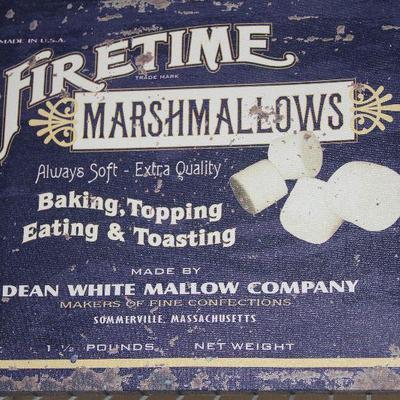 MADE IN U.S.A.
FIRETIME
TRADE MARK
MARSHMALLOWS
Always Soft - Extra Quality
Baking, Topping
Eating & Toasting
MADE BY
DEAN WHITE MALLOW COMPANY
MAKERS OF FINE CONFECTIONS
SOMMERVILLE, MASSACHUSETTS
1 ½ POUNDS NET WEIGHT